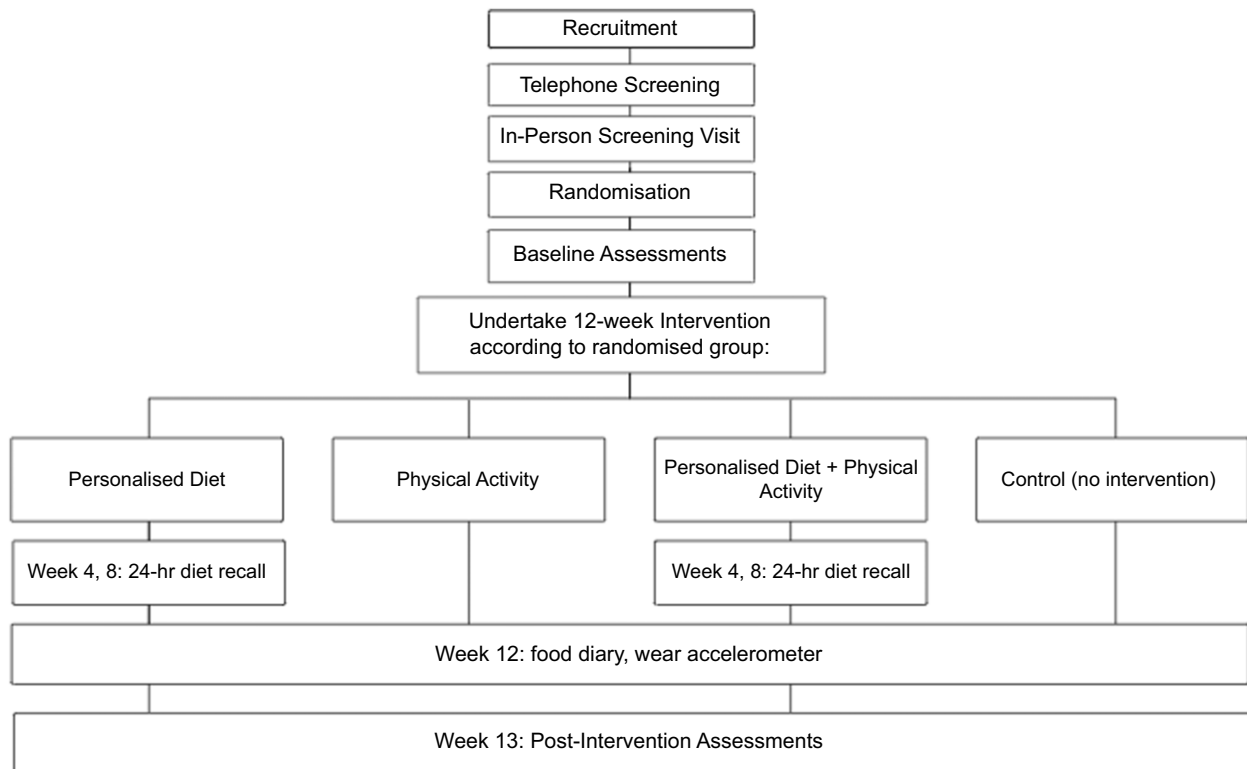 Recruitment
Telephone Screening
In-Person Screening Visit
Randomisation
Baseline Assessments
Undertake 12-week Intervention
according to randomised group:
Personalised Diet
Physical Activity
Personalised Diet + Physical
Activity
Control (no intervention)
Week 4, 8: 24-hr diet recall
Week 4, 8: 24-hr diet recall
Week 12: food diary, wear accelerometer
Week 13: Post-Intervention Assessments